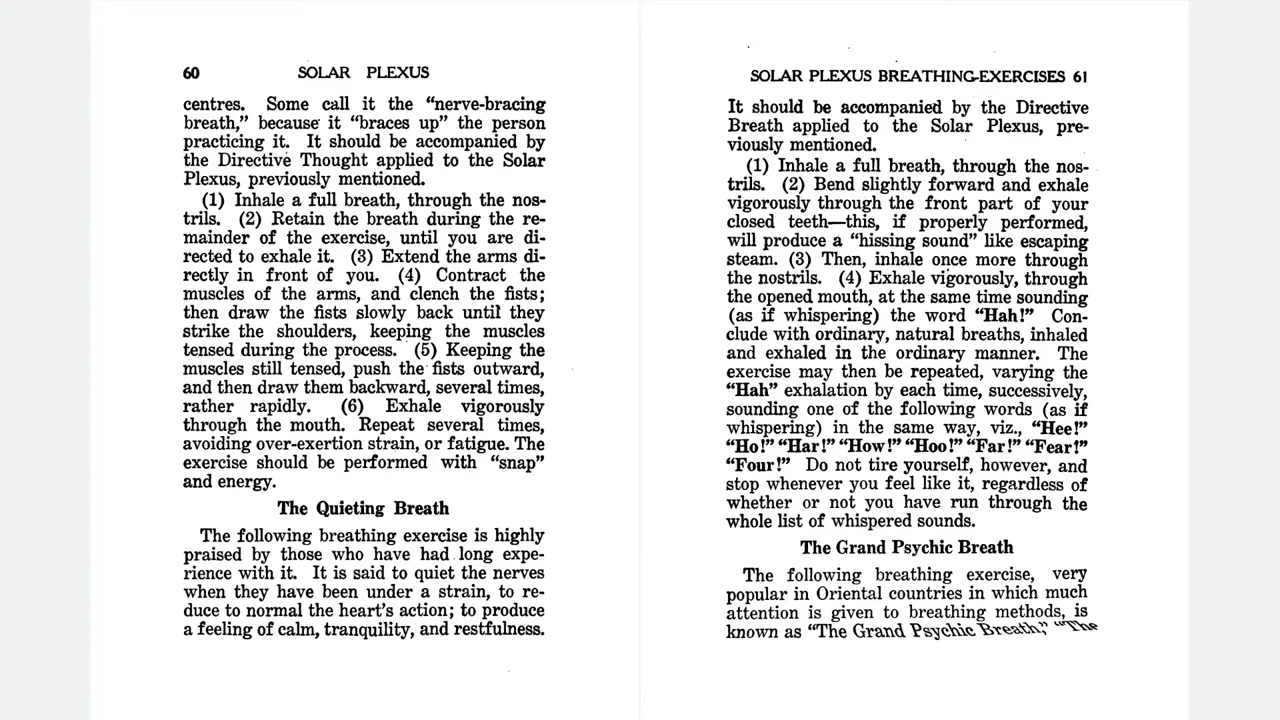 60 SOLAR PLEXUS
centres. Some call it the "nerve-bracing
breath," because it "braces up" the person
practicing it. It should be accompanied by
the Directive Thought applied to the Solar
Plexus, previously mentioned.
(1) Inhale a full breath, through the nos-
trils. (2) Retain the breath during the re-
mainder of the exercise, until you are di-
rected to exhale it. (3) Extend the arms di-
rectly in front of you. (4) Contract the
muscles of the arms, and clench the fists;
then draw the fists slowly back until they
strike the shoulders, keeping the muscles
tensed during the process. (5) Keeping the
muscles still tensed, push the fists outward,
and then draw them backward, several times,
rather rapidly. (6) Exhale vigorously
through the mouth. Repeat several times,
avoiding over-exertion strain, or fatigue. The
exercise should be performed with "snap"
and energy.
The Quieting Breath
The following breathing exercise is highly
praised by those who have had long expe-
rience with it. It is said to quiet the nerves
when they have been under a strain, to re-
duce to normal the heart's action; to produce
a feeling of calm, tranquility, and restfulness.
SOLAR PLEXUS BREATHING-EXERCISES 61
It should be accompanied by the Directive
Breath applied to the Solar Plexus, pre-
viously mentioned.
(1) Inhale a full breath, through the nos-
trils. (2) Bend slightly forward and exhale
vigorously through the front part of your
closed teeth—this, if properly performed,
will produce a "hissing sound" like escaping
steam. (3) Then, inhale once more through
the nostrils. (4) Exhale vigorously, through
the opened mouth, at the same time sounding
(as if whispering) the word "Hah!" Con-
clude with ordinary, natural breaths, inhaled
and exhaled in the ordinary manner. The
exercise may then be repeated, varying the
"Hah" exhalation by each time, successively,
sounding one of the following words (as if
whispering) in the same way, viz., "Hee!"
"Ho!" "Har!" "How!" "Hoo!" "Far!" "Fear!"
"Four!" Do not tire yourself, however, and
stop whenever you feel like it, regardless of
whether or not you have run through the
whole list of whispered sounds.
The Grand Psychic Breath
The following breathing exercise, very
popular in Oriental countries in which much
attention is given to breathing methods, is
known as "The Grand Psychic Breath," "The